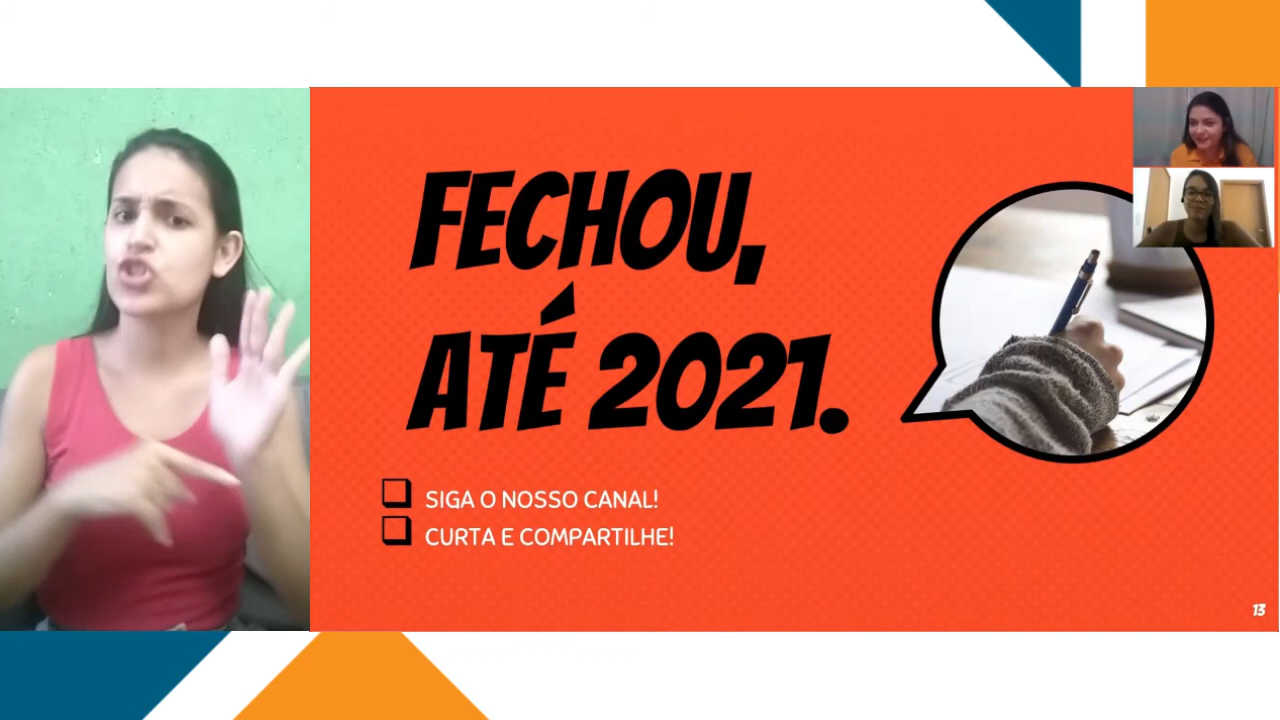 FECHOU,
ATÉ 2021.
SIGA O NOSSO CANAL!
CURTA E COMPARTILHE!
13